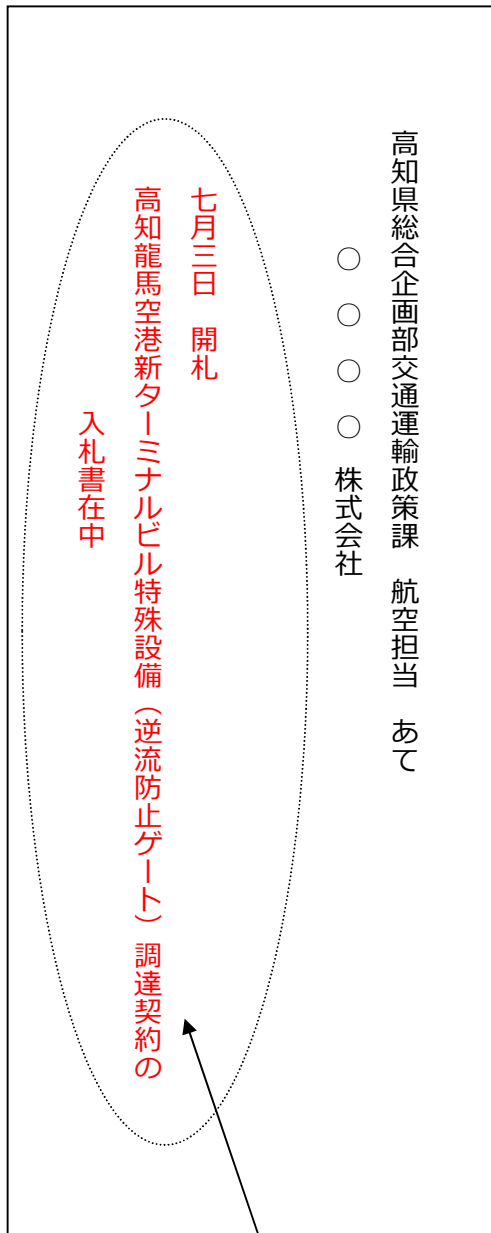 高知県総合企画部交通運輸政策課　航空担当　あて
○　○　○　○　株式会社
七月三日　開札
高知龍馬空港新ターミナルビル特殊設備（逆流防止ゲート）調達契約の
入札書在中